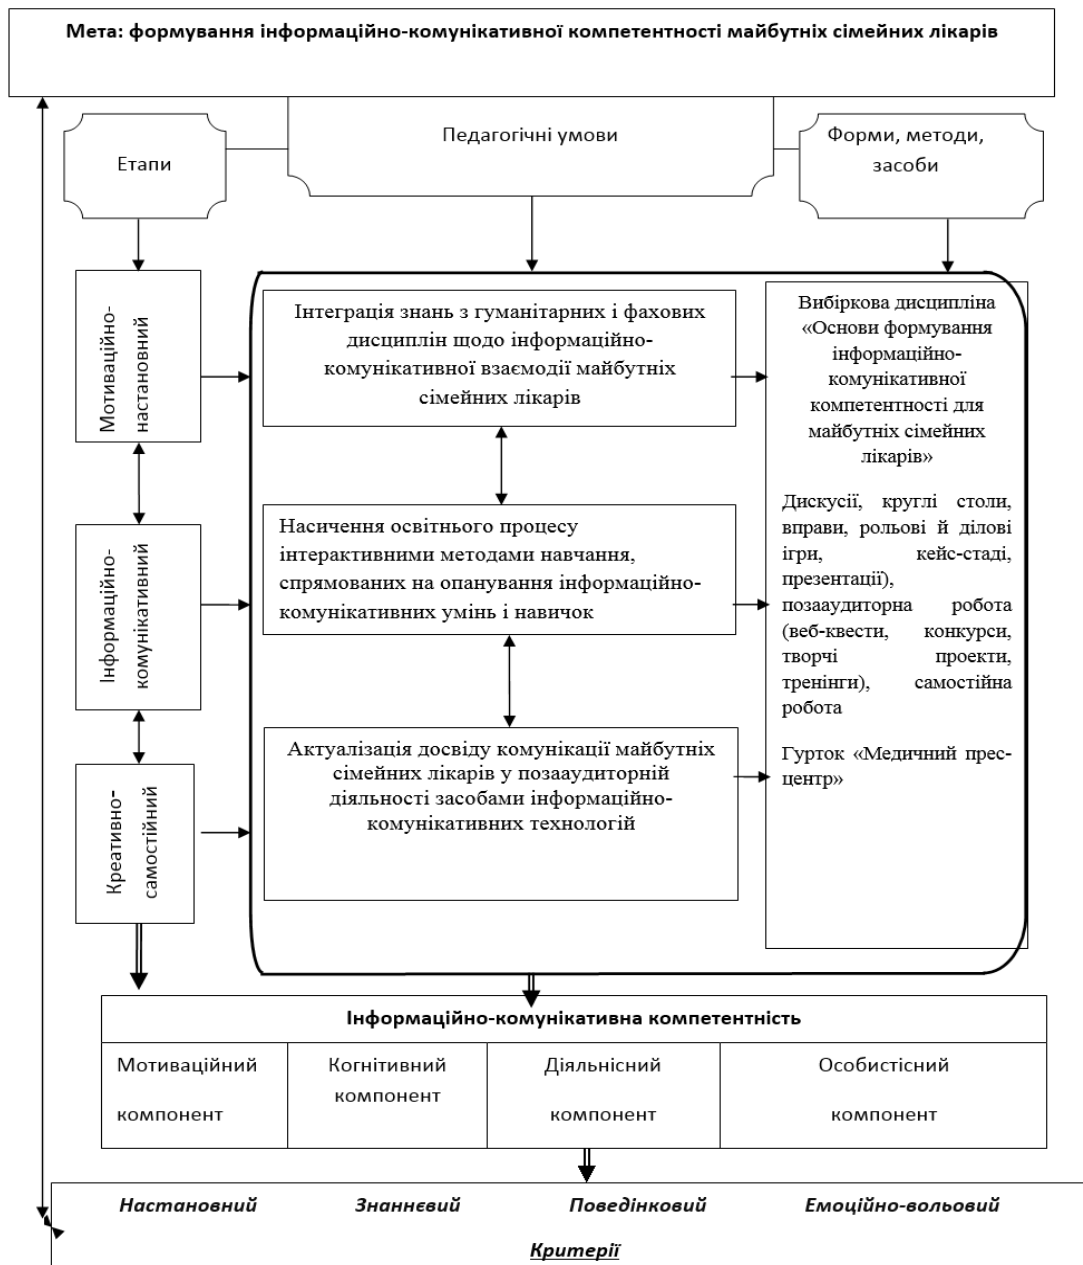 Мета: формування інформаційно-комунікативної компетентності майбутніх сімейних лікарів
Етапи
Педагогічні умови
Форми, методи,
засоби
Мотиваційно-
настановний
Інтеграція знань з гуманітарних і фахових
дисциплін щодо інформаційно-
комунікативної взаємодії майбутніх
сімейних лікарів
Інформаційно-
комунікативний
Насичення освітнього процесу
інтерактивними методами навчання,
спрямованих на опанування інформаційно-
комунікативних умінь і навичок
Креативно-
самостійний
Актуалізація досвіду комунікації майбутніх
сімейних лікарів у позааудиторній
діяльності засобами інформаційно-
комунікативних технологій
Вибіркова дисципліна
«Основи формування
інформаційно-
комунікативної
компетентності для
майбутніх сімейних
лікарів»
Дискусії, круглі столи,
вправи, рольові й ділові
ігри, кейс-стаді,
презентації),
позааудиторна робота
(веб-квести, конкурси,
творчі проекти,
тренінги), самостійна
робота
Гурток «Медичний прес-
центр»
Інформаційно-комунікативна компетентність
Мотиваційний
компонент
Когнітивний
компонент
Діяльнісний
компонент
Особистісний
компонент
Настановний Знаннєвий Поведінковий Емоційно-вольовий
Критерії